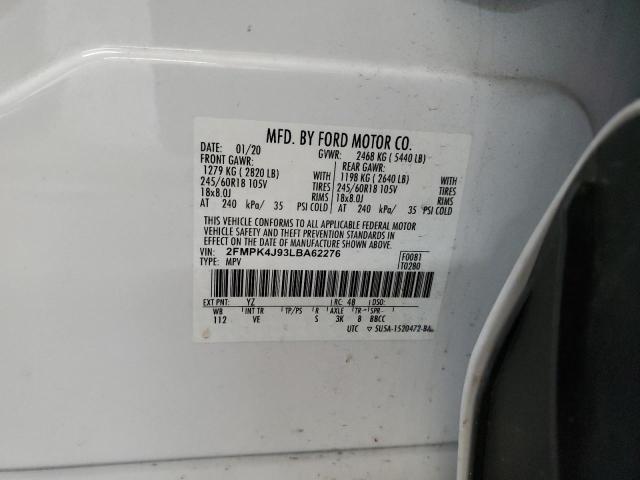 MFD. BY FORD MOTOR CO.
DATE: 01/20 GVWR: 2468 KG ( 5440 LB)
FRONT GAWR: REAR GAWR:
1279 KG ( 2820 LB) 1198 KG ( 2640 LB)
245/60R18 105V TIRES 245/60R18 105V TIRES
18x8.0J RIMS 18x8.0J RIMS
AT 240 kPa/ 35 PSI COLD AT 240 kPa/ 35 PSI COLD
THIS VEHICLE CONFORMS TO ALL APPLICABLE FEDERAL MOTOR
VEHICLE SAFETY AND THEFT PREVENTION STANDARDS IN
EFFECT ON THE DATE OF MANUFACTURE SHOWN ABOVE.
VIN: 2FMPK4J93LBA62276 F0081
TYPE: MPV T0280
EXT PNT: YZ RC: 48 DSO:
WB INT TR TP/PS R AXLE TR SPR
112 VE S 3K 8 BBCC
UTC ▽ 5U5A-1520472-BA